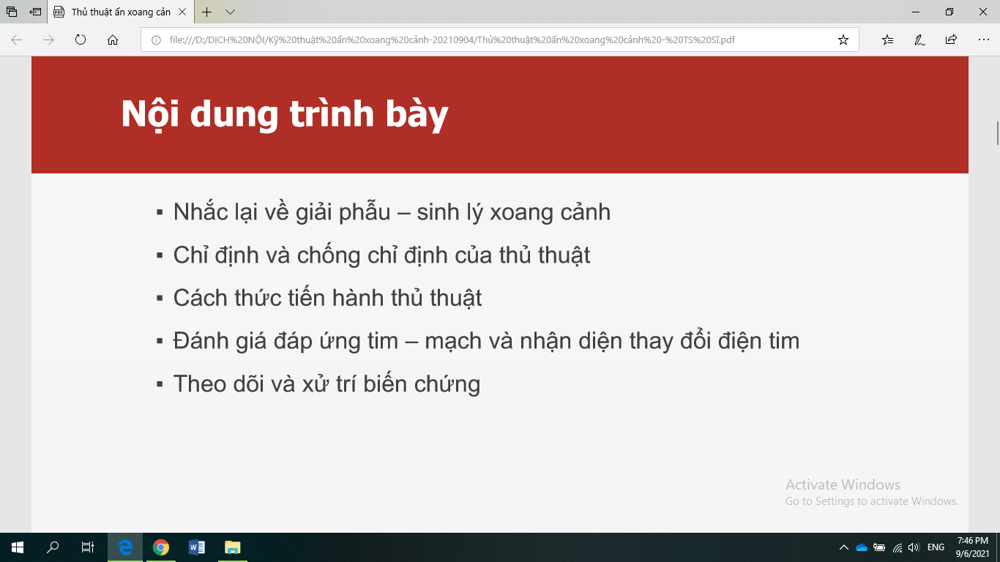 Thủ thuật ấn xoang cản
file:///D:/DỊCH%20NỘI/Kỹ%20thuật%20ấn%20xoang%20cảnh-20210904/Thủ%20thuật%20ấn%20xoang%20cảnh%20-%20TS%20Sĩ.pdf
Nội dung trình bày
▪ Nhắc lại về giải phẫu – sinh lý xoang cảnh
▪ Chỉ định và chống chỉ định của thủ thuật
▪ Cách thức tiến hành thủ thuật
▪ Đánh giá đáp ứng tim – mạch và nhận diện thay đổi điện tim
▪ Theo dõi và xử trí biến chứng
Activate Windows
Go to Settings to activate Windows.
ENG
7:46 PM
9/6/2021